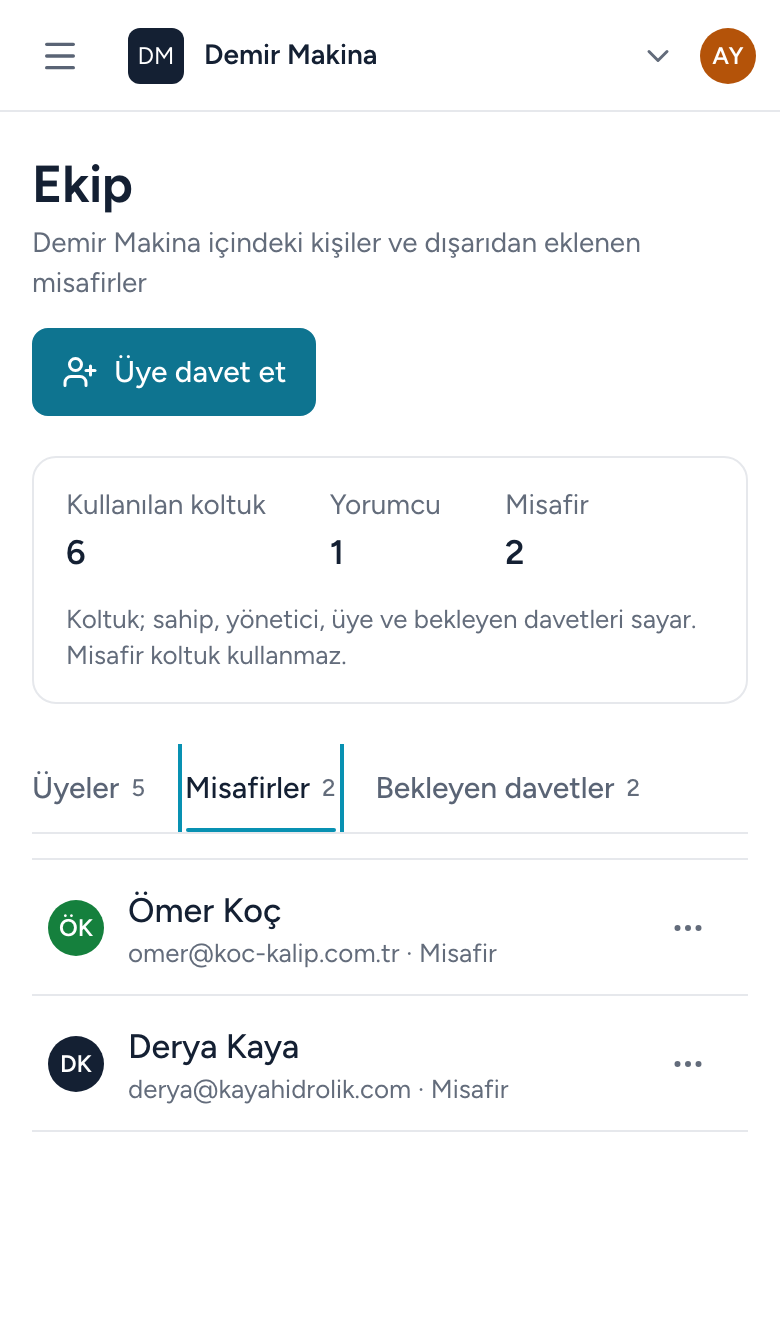 DM Demir Makina AY
Ekip
Demir Makina içindeki kişiler ve dışarıdan eklenen
misafirler
Üye davet et
Kullanılan koltuk Yorumcu Misafir
6 1 2
Koltuk; sahip, yönetici, üye ve bekleyen davetleri sayar.
Misafir koltuk kullanmaz.
Üyeler 5 Misafirler 2 Bekleyen davetler 2
ÖK Ömer Koç
omer@koc-kalip.com.tr · Misafir
DK Derya Kaya
derya@kayahidrolik.com · Misafir